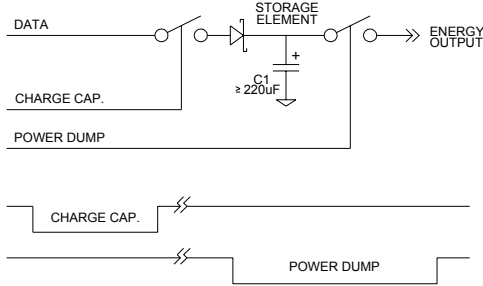 STORAGE
ELEMENT
DATA
ENERGY
OUTPUT
+
C1
≥ 220uF
CHARGE CAP.
POWER DUMP
CHARGE CAP.
POWER DUMP